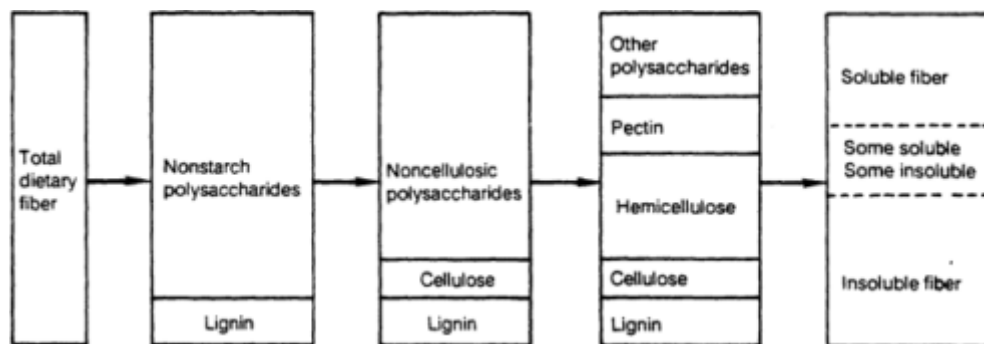 Total
dietary
fiber
Nonstarch
polysaccharides
Lignin
Noncellulosic
polysaccharides
Cellulose
Lignin
Other
polysaccharides
Pectin
Hemicellulose
Cellulose
Lignin
Soluble fiber
Some soluble
Some insoluble
Insoluble fiber